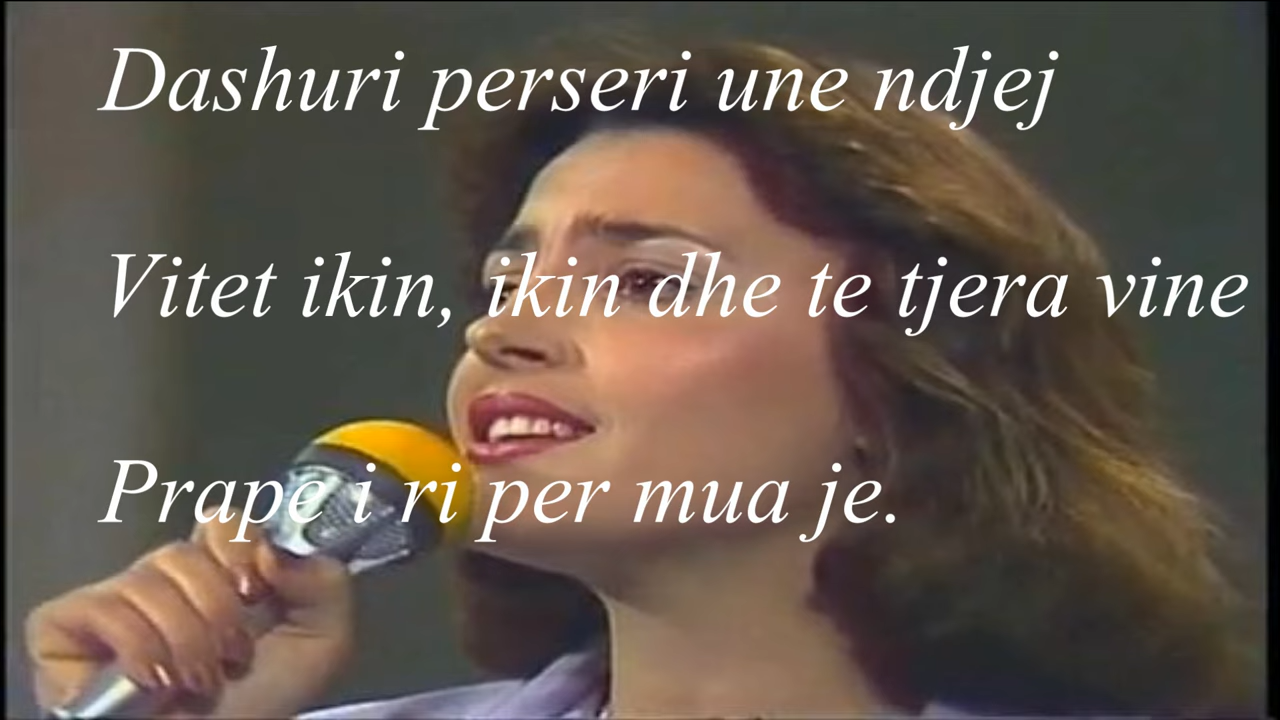 Dashuri perseri une ndjej
Vitet ikin, ikin dhe te tjera vine
Prape i ri per mua je.